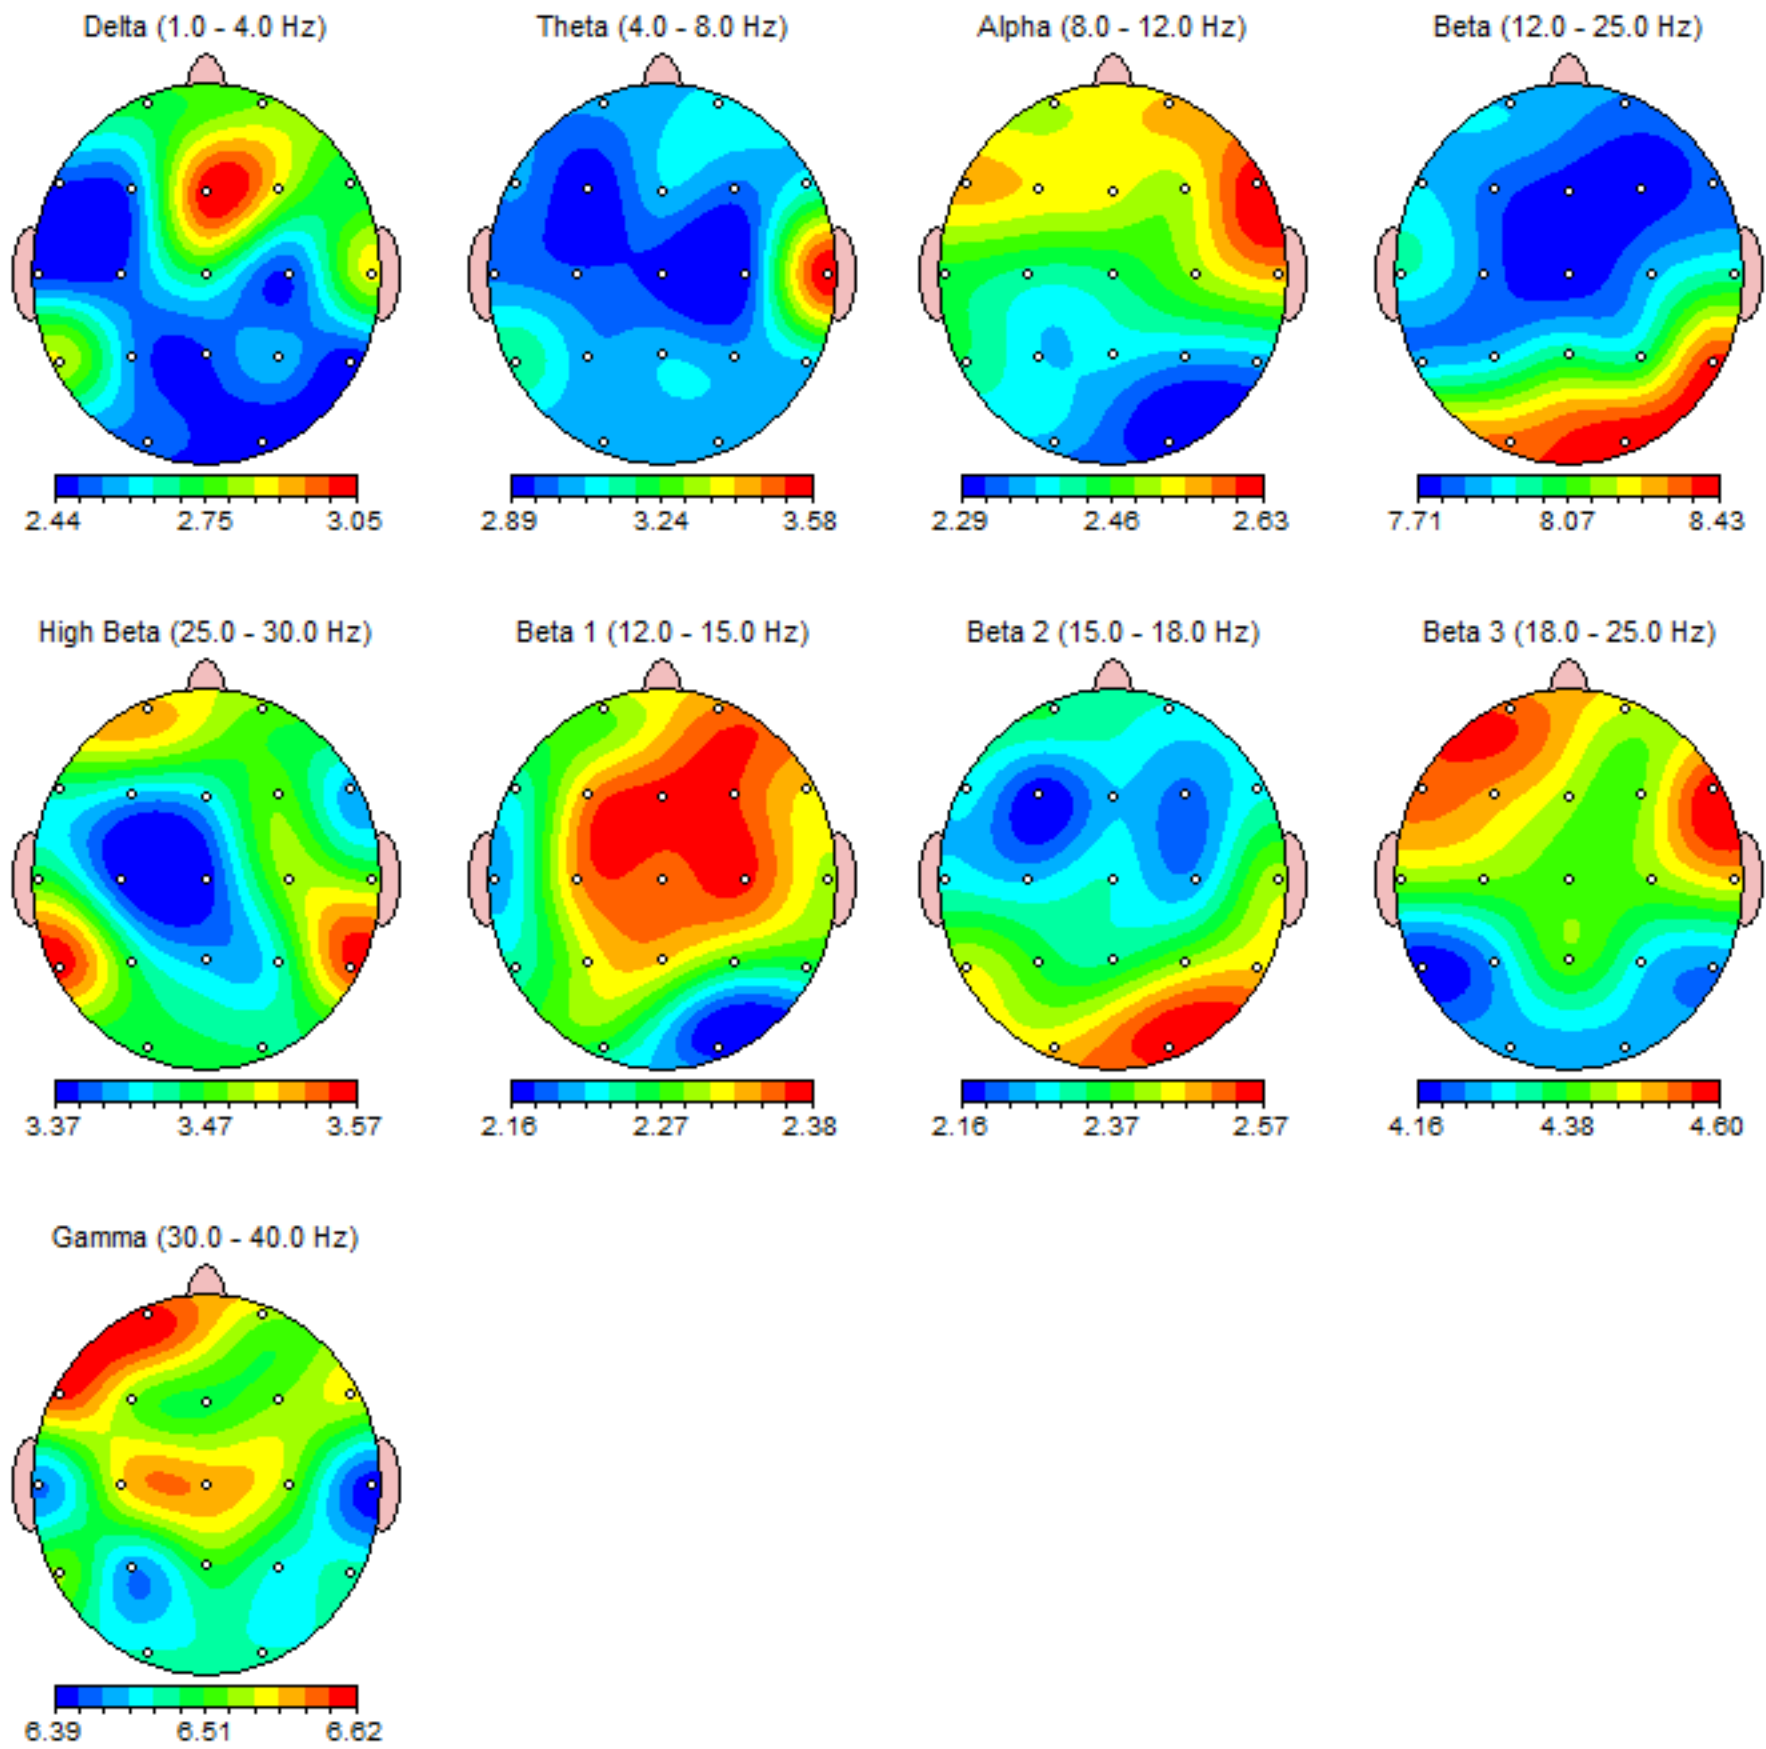 Delta (1.0 - 4.0 Hz) Theta (4.0 - 8.0 Hz) Alpha (8.0 - 12.0 Hz) Beta (12.0 - 25.0 Hz)
2.44 2.75 3.05 2.89 3.24 3.58 2.29 2.46 2.63 7.71 8.07 8.43
High Beta (25.0 - 30.0 Hz) Beta 1 (12.0 - 15.0 Hz) Beta 2 (15.0 - 18.0 Hz) Beta 3 (18.0 - 25.0 Hz)
3.37 3.47 3.57 2.16 2.27 2.38 2.16 2.37 2.57 4.16 4.38 4.60
Gamma (30.0 - 40.0 Hz)
6.39 6.51 6.62